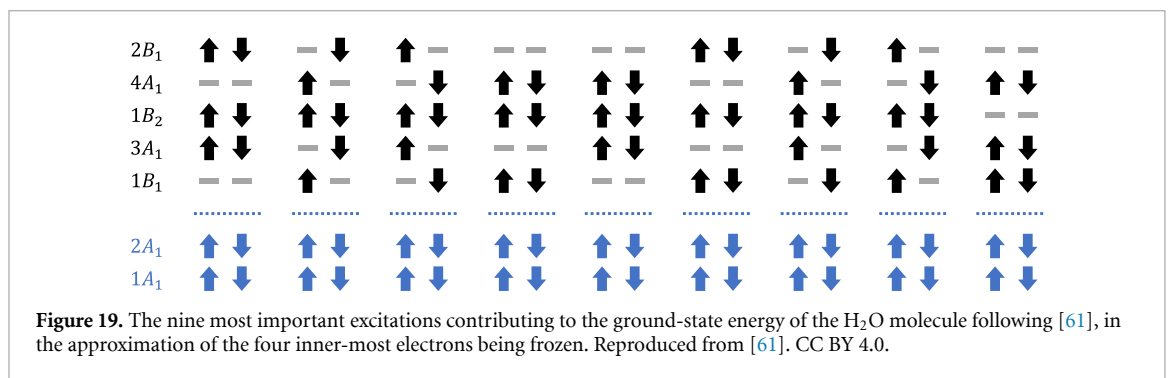 2B₁
4A₁
1B₂
3A₁
1B₁
2A₁
1A₁
Figure 19. The nine most important excitations contributing to the ground-state energy of the H₂O molecule following [61], in
the approximation of the four inner-most electrons being frozen. Reproduced from [61]. CC BY 4.0.